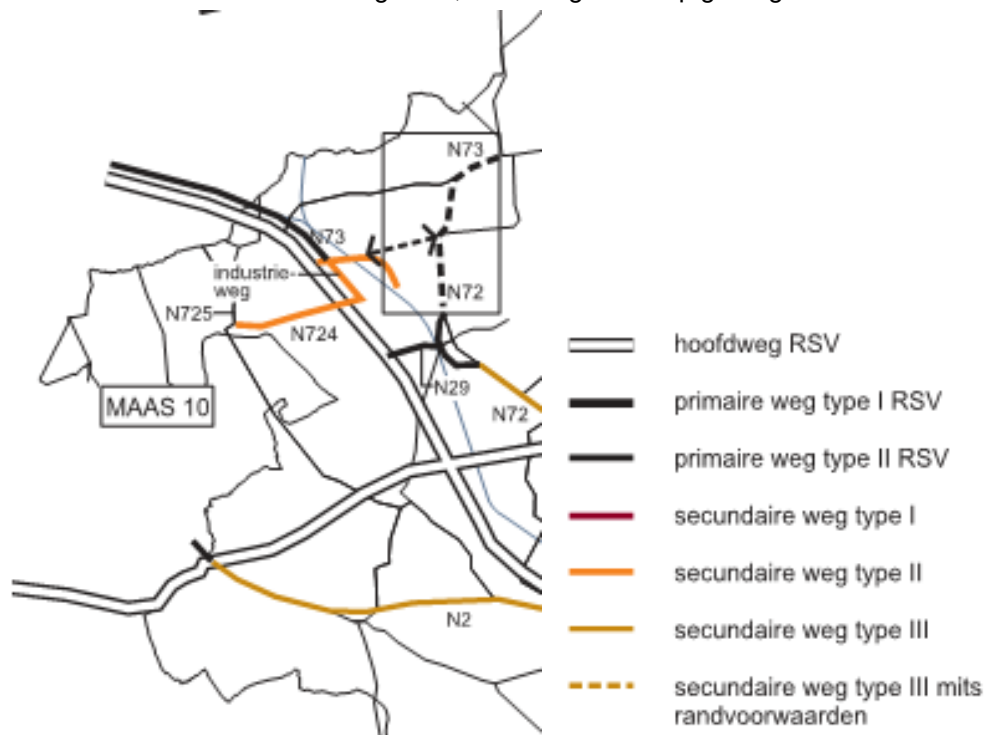 N73
N73
industrie-
weg
N72
N725
N724
N29
MAAS 10
N72
N2
hoofdweg RSV
primaire weg type I RSV
primaire weg type II RSV
secundaire weg type I
secundaire weg type II
secundaire weg type III
secundaire weg type III mits
randvoorwaarden